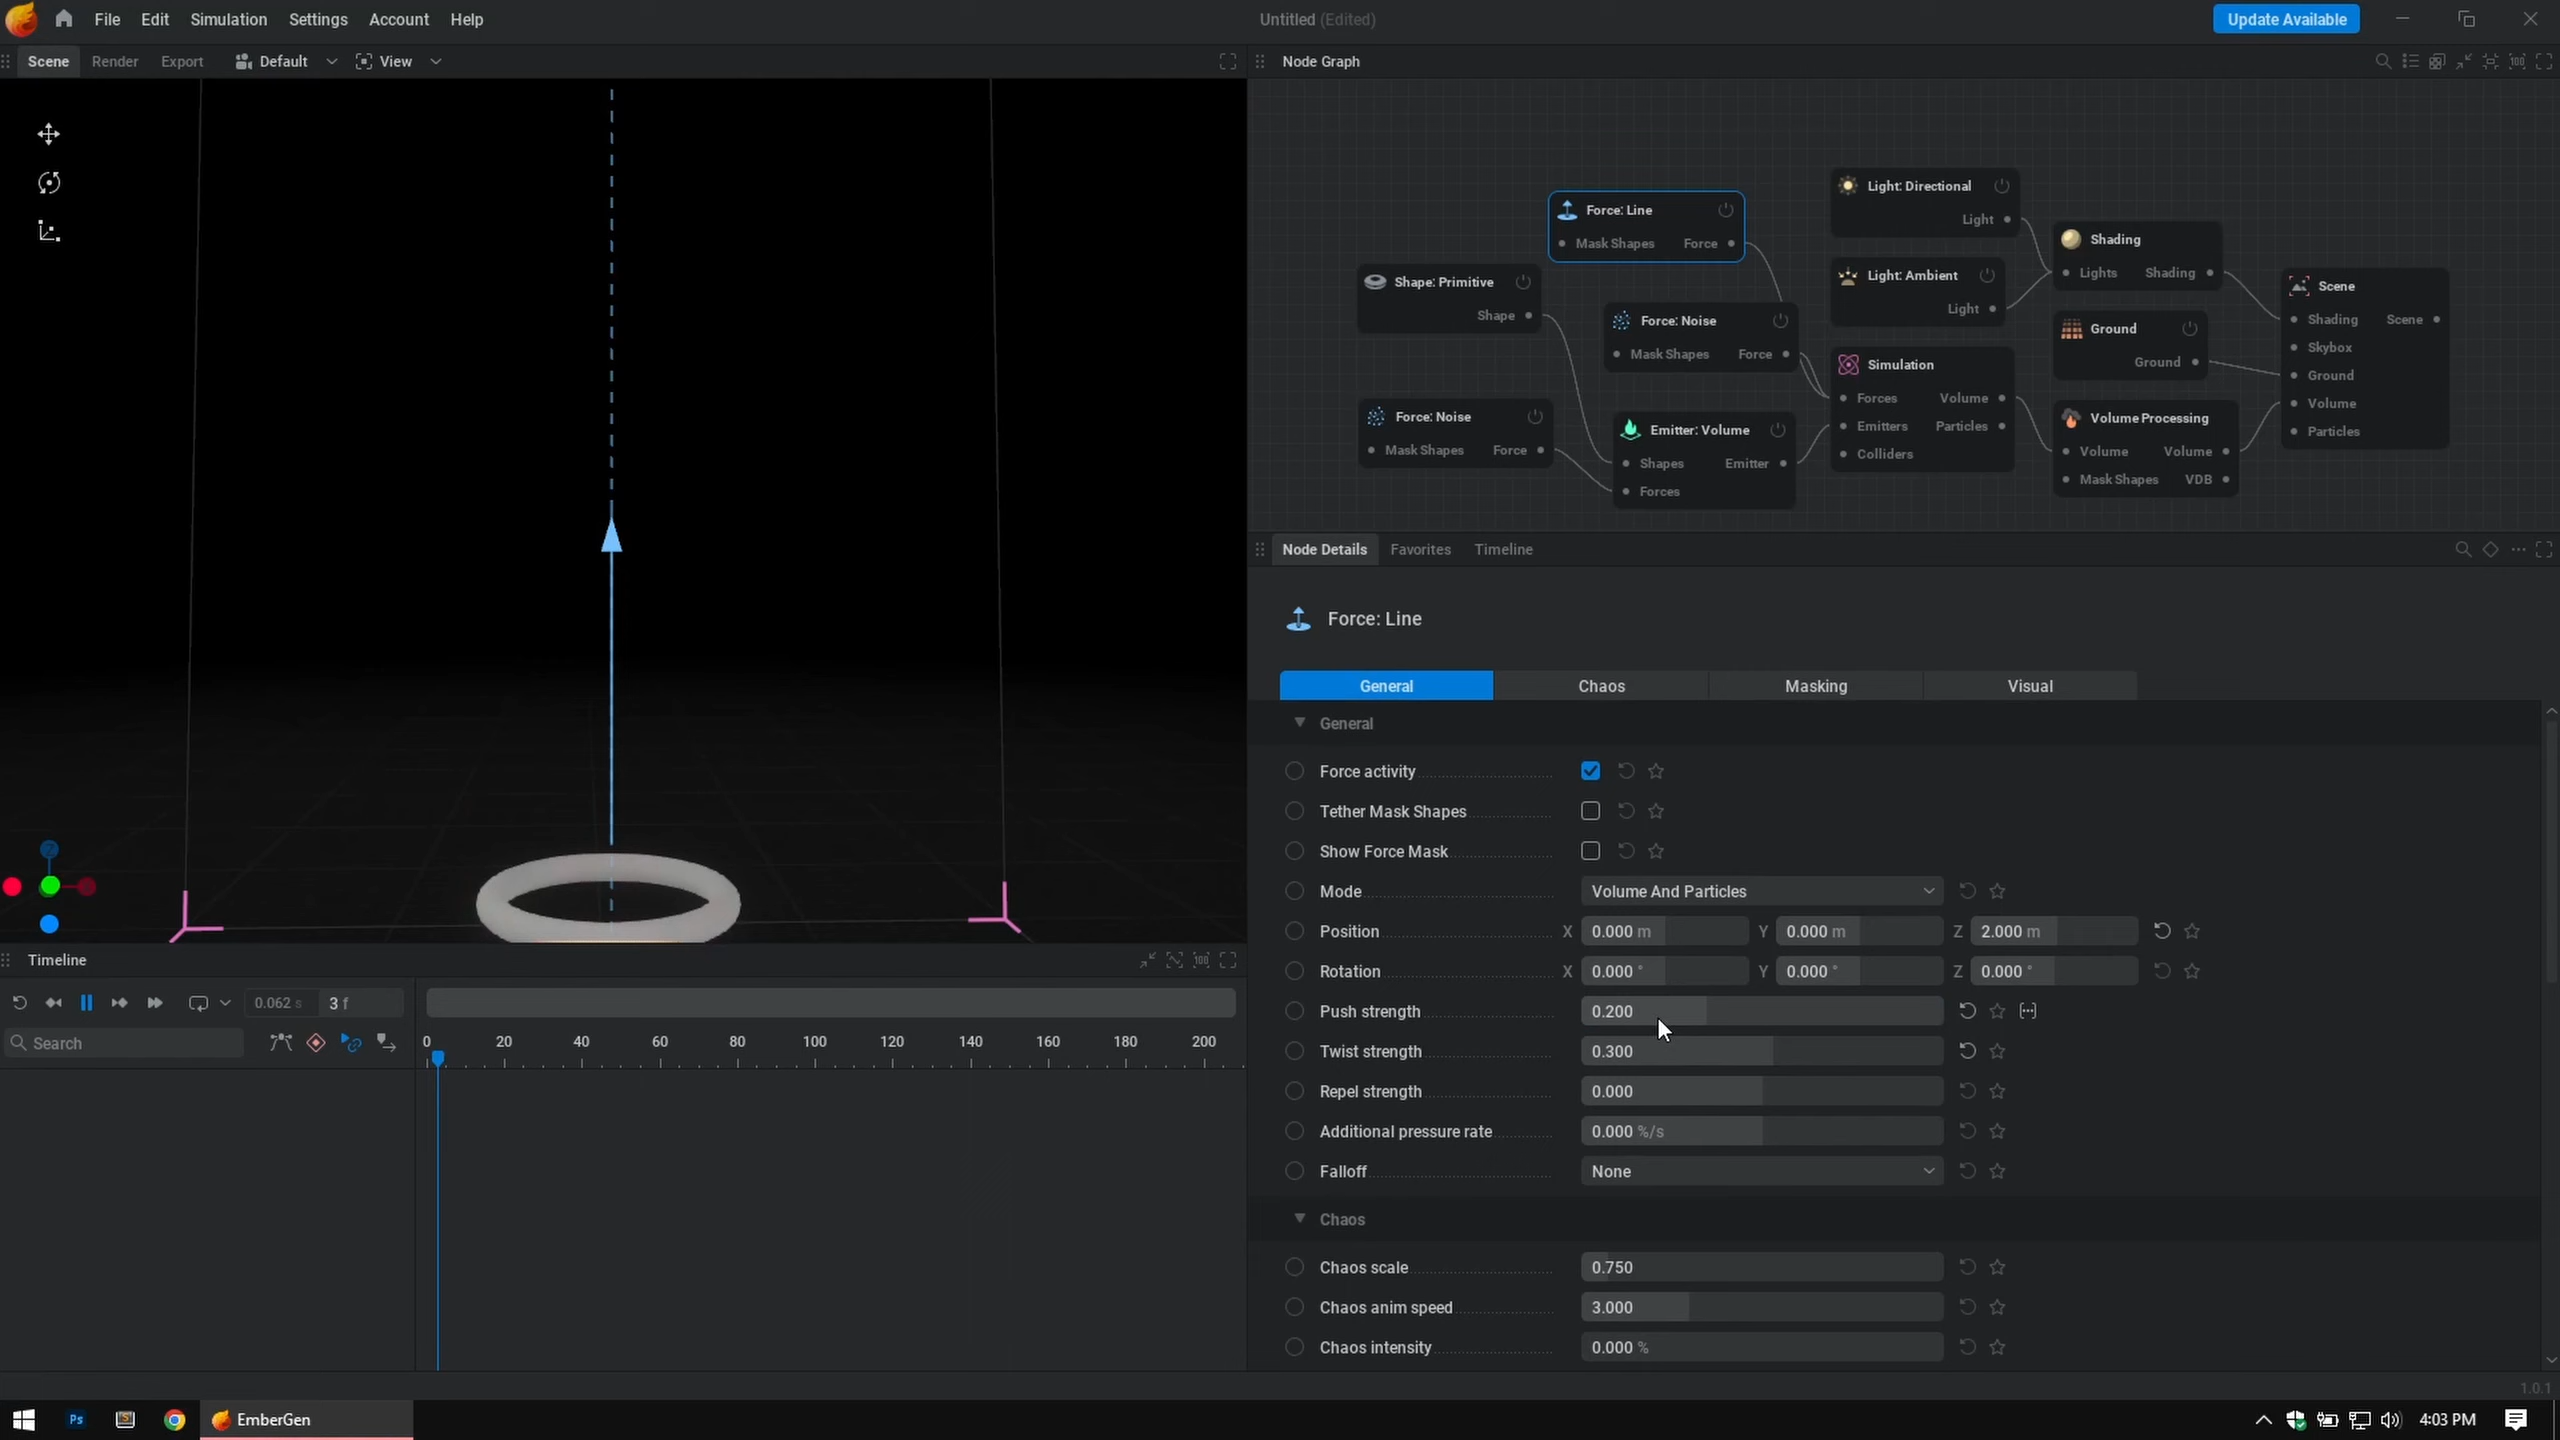 File Edit Simulation Settings Account Help
Untitled (Edited)
Update Available
Scene Render Export Default View
Node Graph
Force: Line
Mask Shapes Force
Shape: Primitive
Shape
Force: Noise
Mask Shapes Force
Force: Noise
Mask Shapes Force
Emitter: Volume
Shapes Emitter
Forces
Light: Directional
Light
Light: Ambient
Light
Simulation
Forces Volume
Emitters Particles
Colliders
Shading
Lights Shading
Ground
Ground
Volume Processing
Volume Volume
Mask Shapes VDB
Scene
Shading Scene
Skybox
Ground
Volume
Particles
Node Details Favorites Timeline
Force: Line
General Chaos Masking Visual
General
Force activity
Tether Mask Shapes
Show Force Mask
Mode Volume And Particles
Position X 0.000 m Y 0.000 m Z 2.000 m
Rotation X 0.000 ° Y 0.000 ° Z 0.000 °
Push strength 0.200
Twist strength 0.300
Repel strength 0.000
Additional pressure rate 0.000 %/s
Falloff None
Chaos
Chaos scale 0.750
Chaos anim speed 3.000
Chaos intensity 0.000 %
Z
Timeline
0.062 s 3 f
Search
0 20 40 60 80 100 120 140 160 180 200
1.0.1
Ps
S
EmberGen
4:03 PM